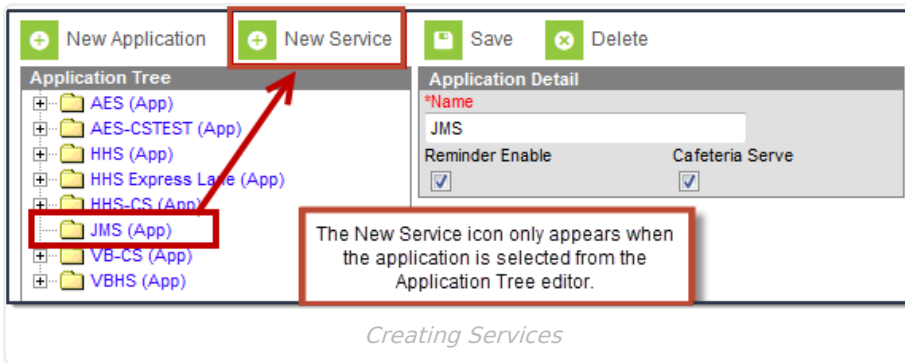 New Application New Service Save Delete
Application Tree
AES (App)
AES-CSTEST (App)
HHS (App)
HHS Express Lane (App)
HHS-CS (App)
JMS (App)
VB-CS (App)
VBHS (App)
Application Detail
*Name
JMS
Reminder Enable Cafeteria Serve
The New Service icon only appears when
the application is selected from the
Application Tree editor.
Creating Services